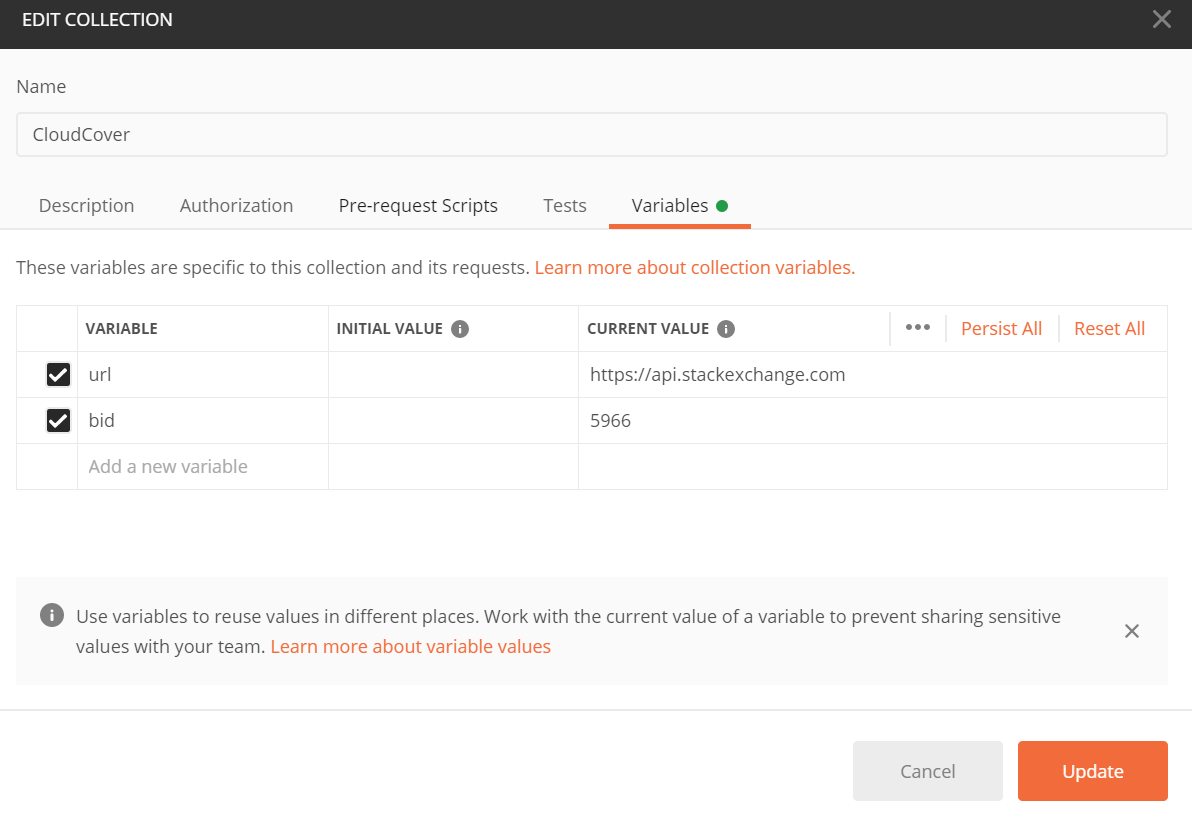 EDIT COLLECTION
Name
CloudCover
Description Authorization Pre-request Scripts Tests Variables
These variables are specific to this collection and its requests. Learn more about collection variables.
VARIABLE INITIAL VALUE CURRENT VALUE Persist All Reset All
url https://api.stackexchange.com
bid 5966
Add a new variable
Use variables to reuse values in different places. Work with the current value of a variable to prevent sharing sensitive
values with your team. Learn more about variable values
Cancel Update